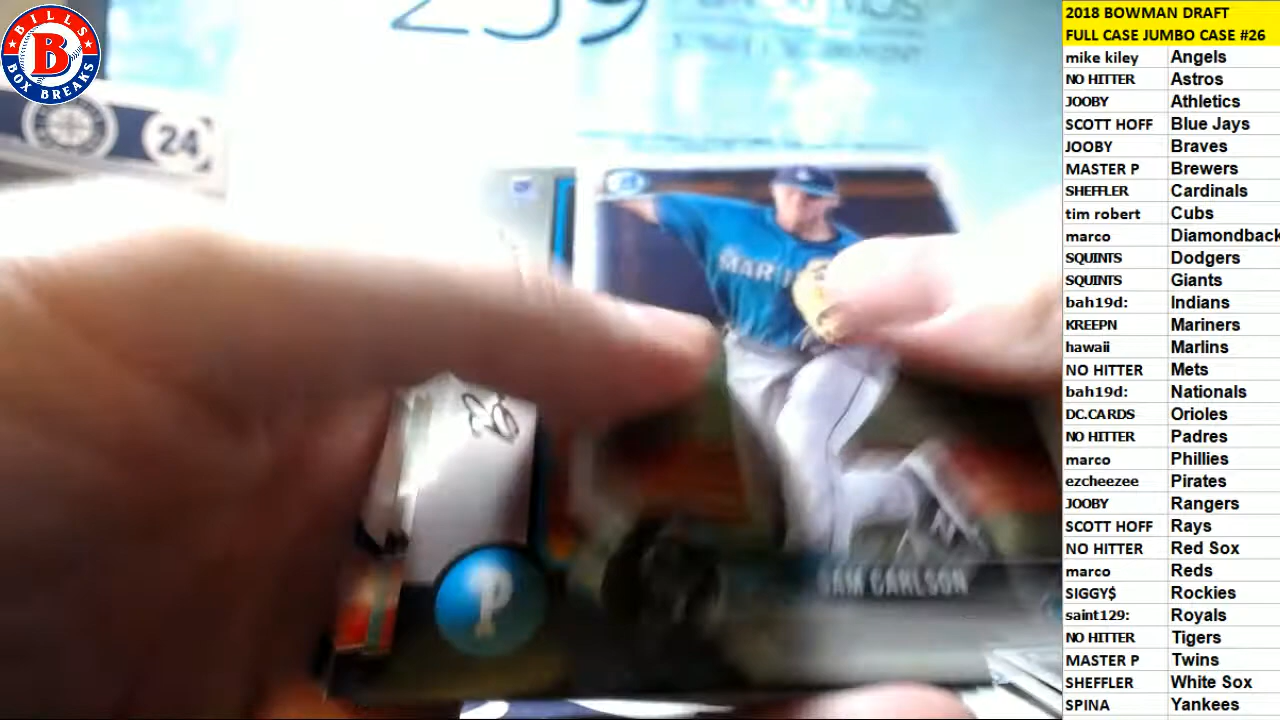 BILLS
B
BOX BREAKS
239
24
MARI
P
SAM CARLSON
2018 BOWMAN DRAFT
FULL CASE JUMBO CASE #26
mike kiley Angels
NO HITTER Astros
JOOBY Athletics
SCOTT HOFF Blue Jays
JOOBY Braves
MASTER P Brewers
SHEFFLER Cardinals
tim robert Cubs
marco Diamondback
SQUINTS Dodgers
SQUINTS Giants
bah19d: Indians
KREEPN Mariners
hawaii Marlins
NO HITTER Mets
bah19d: Nationals
DC.CARDS Orioles
NO HITTER Padres
marco Phillies
ezcheezee Pirates
JOOBY Rangers
SCOTT HOFF Rays
NO HITTER Red Sox
marco Reds
SIGGY$ Rockies
saint129: Royals
NO HITTER Tigers
MASTER P Twins
SHEFFLER White Sox
SPINA Yankees